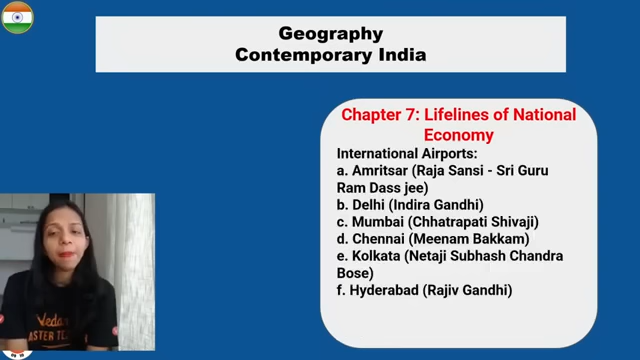 Geography
Contemporary India
Chapter 7: Lifelines of National
Economy
International Airports:
a. Amritsar (Raja Sansi - Sri Guru
Ram Dass jee)
b. Delhi (Indira Gandhi)
c. Mumbai (Chhatrapati Shivaji)
d. Chennai (Meenam Bakkam)
e. Kolkata (Netaji Subhash Chandra
Bose)
f. Hyderabad (Rajiv Gandhi)